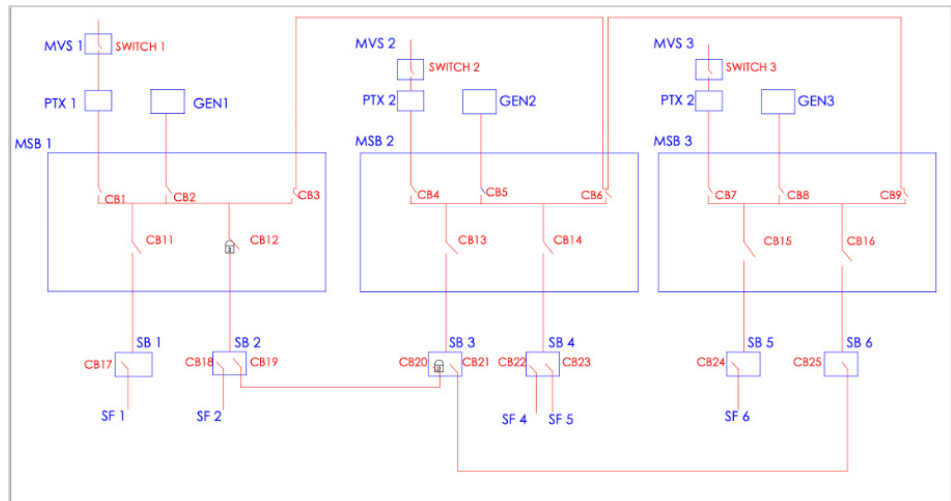 MVS 1
SWITCH 1
MVS 2
SWITCH 2
MVS 3
SWITCH 3
PTX 1
GEN1
PTX 2
GEN2
PTX 2
GEN3
MSB 1
MSB 2
MSB 3
CB1
CB2
CB3
CB4
CB5
CB6
CB7
CB8
CB9
CB11
CB12
CB13
CB14
CB15
CB16
SB 1
SB 2
SB 3
SB 4
SB 5
SB 6
CB17
CB18
CB19
CB20
CB21
CB22
CB23
CB24
CB25
SF 1
SF 2
SF 4
SF 5
SF 6